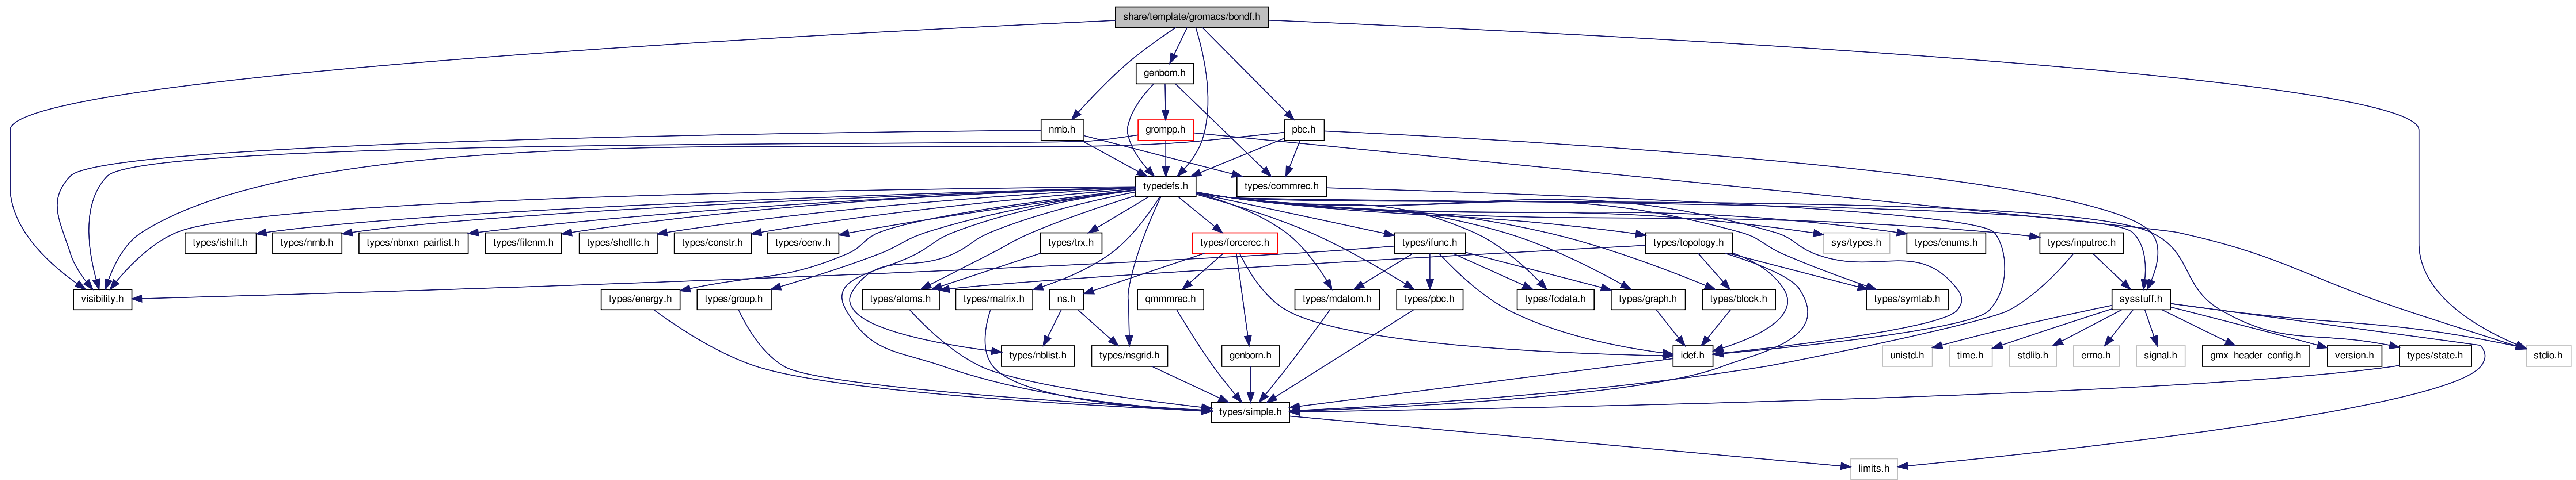 share/template/gromacs/bondf.h
genborn.h
nrnb.h
grompp.h
pbc.h
typedefs.h
types/commrec.h
types/ishift.h
types/nrnb.h
types/nbnxn_pairlist.h
types/filenm.h
types/shellfc.h
types/constr.h
types/oenv.h
types/trx.h
types/forcerec.h
types/ifunc.h
types/topology.h
sys/types.h
types/enums.h
types/inputrec.h
visibility.h
types/energy.h
types/group.h
types/atoms.h
types/matrix.h
ns.h
qmmmrec.h
types/mdatom.h
types/pbc.h
types/fcdata.h
types/graph.h
types/block.h
types/symtab.h
sysstuff.h
types/nblist.h
types/nsgrid.h
genborn.h
idef.h
unistd.h
time.h
stdlib.h
errno.h
signal.h
gmx_header_config.h
version.h
types/state.h
stdio.h
types/simple.h
limits.h